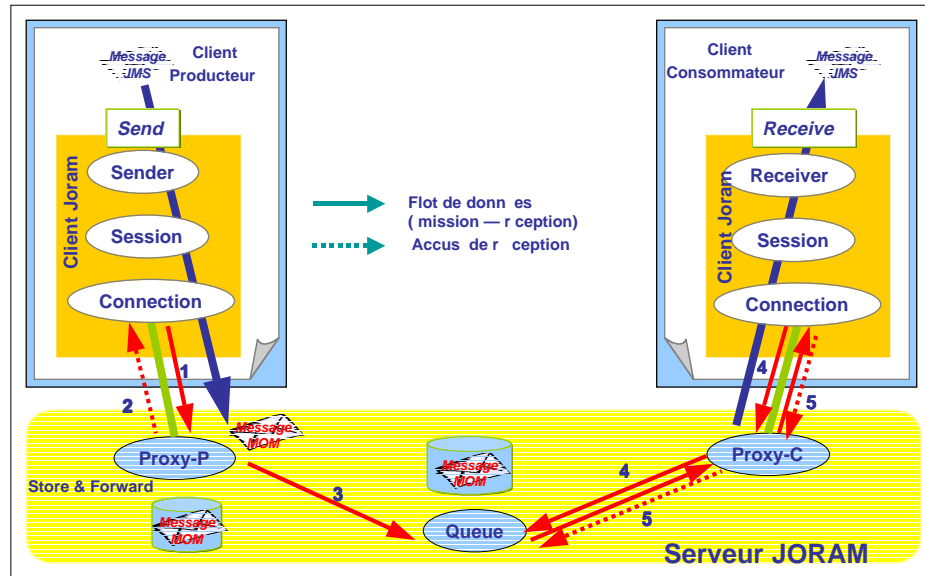 Message
JMS
Client
Producteur
Send
Client Joram
Sender
Session
Connection
1
2
Flot de donn es
( mission — r ception)
Accus de r ception
Client
Consommateur
Message
JMS
Receive
Client Joram
Receiver
Session
Connection
4
5
Message
MOM
Proxy-P
Store & Forward
Message
MOM
3
Message
MOM
Queue
4
5
Proxy-C
Serveur JORAM